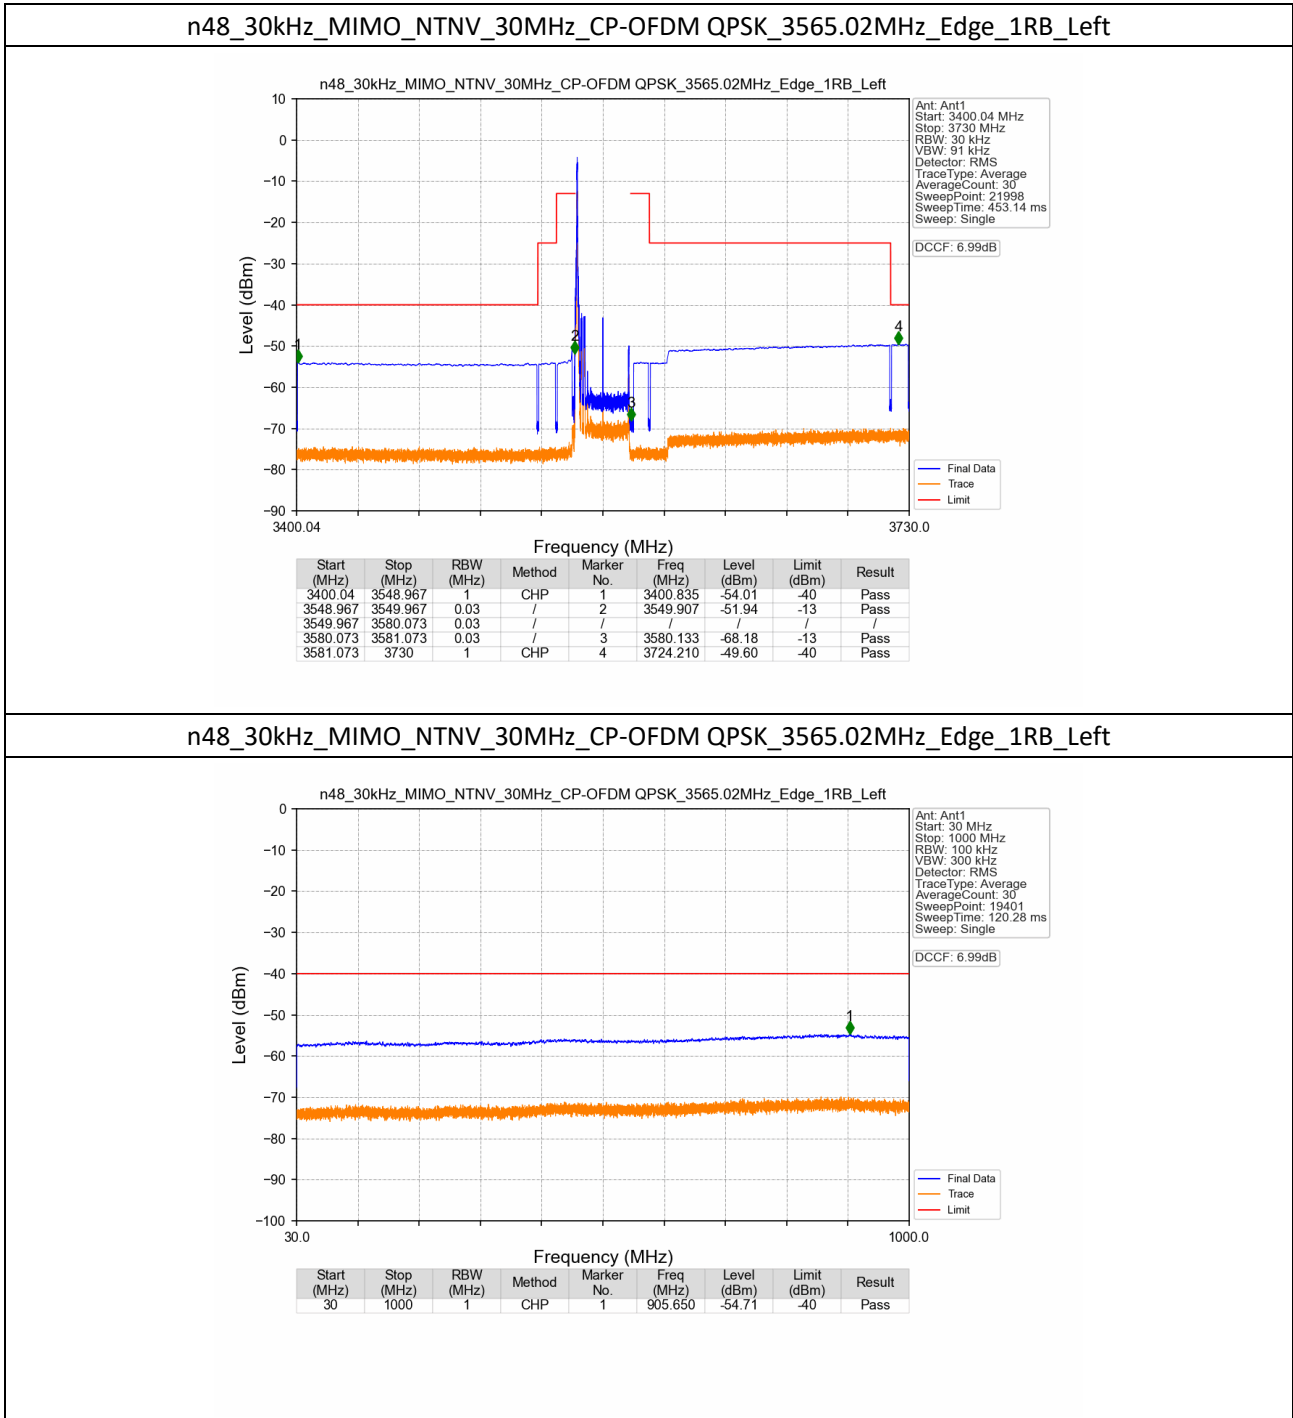 n48_30kHz_MIMO_NTNV_30MHz_CP-OFDM QPSK_3565.02MHz_Edge_1RB_Left
n48_30kHz_MIMO_NTNV_30MHz_CP-OFDM QPSK_3565.02MHz_Edge_1RB_Left
10
0
−10
−20
−30
−40
−50
−60
−70
−80
−90
Level (dBm)
1
2
3
4
3400.04
3730.0
Frequency (MHz)
Ant: Ant1
Start: 3400.04 MHz
Stop: 3730 MHz
RBW: 30 kHz
VBW: 91 kHz
Detector: RMS
TraceType: Average
AverageCount: 30
SweepPoint: 21998
SweepTime: 453.14 ms
Sweep: Single
DCCF: 6.99dB
Final Data
Trace
Limit
Start (MHz) Stop (MHz) RBW (MHz) Method Marker No. Freq (MHz) Level (dBm) Limit (dBm) Result
3400.04 3548.967 1 CHP 1 3400.835 -54.01 -40 Pass
3548.967 3549.967 0.03 / 2 3549.907 -51.94 -13 Pass
3549.967 3580.073 0.03 / / / / / /
3580.073 3581.073 0.03 / 3 3580.133 -68.18 -13 Pass
3581.073 3730 1 CHP 4 3724.210 -49.60 -40 Pass
n48_30kHz_MIMO_NTNV_30MHz_CP-OFDM QPSK_3565.02MHz_Edge_1RB_Left
n48_30kHz_MIMO_NTNV_30MHz_CP-OFDM QPSK_3565.02MHz_Edge_1RB_Left
0
−10
−20
−30
−40
−50
−60
−70
−80
−90
−100
Level (dBm)
1
30.0
1000.0
Frequency (MHz)
Ant: Ant1
Start: 30 MHz
Stop: 1000 MHz
RBW: 100 kHz
VBW: 300 kHz
Detector: RMS
TraceType: Average
AverageCount: 30
SweepPoint: 19401
SweepTime: 120.28 ms
Sweep: Single
DCCF: 6.99dB
Final Data
Trace
Limit
Start (MHz) Stop (MHz) RBW (MHz) Method Marker No. Freq (MHz) Level (dBm) Limit (dBm) Result
30 1000 1 CHP 1 905.650 -54.71 -40 Pass